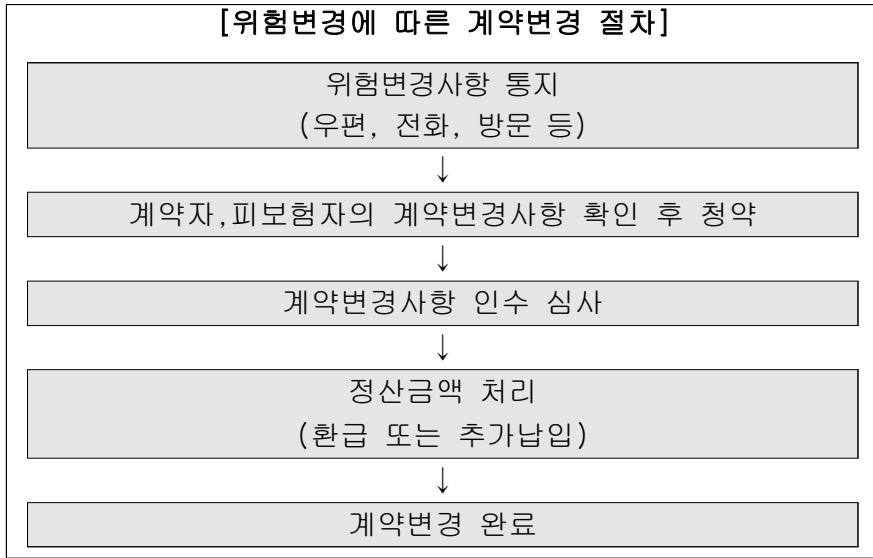 [위험변경에 따른 계약변경 절차]
위험변경사항 통지
(우편, 전화, 방문 등)
↓
계약자,피보험자의 계약변경사항 확인 후 청약
↓
계약변경사항 인수 심사
↓
정산금액 처리
(환급 또는 추가납입)
↓
계약변경 완료